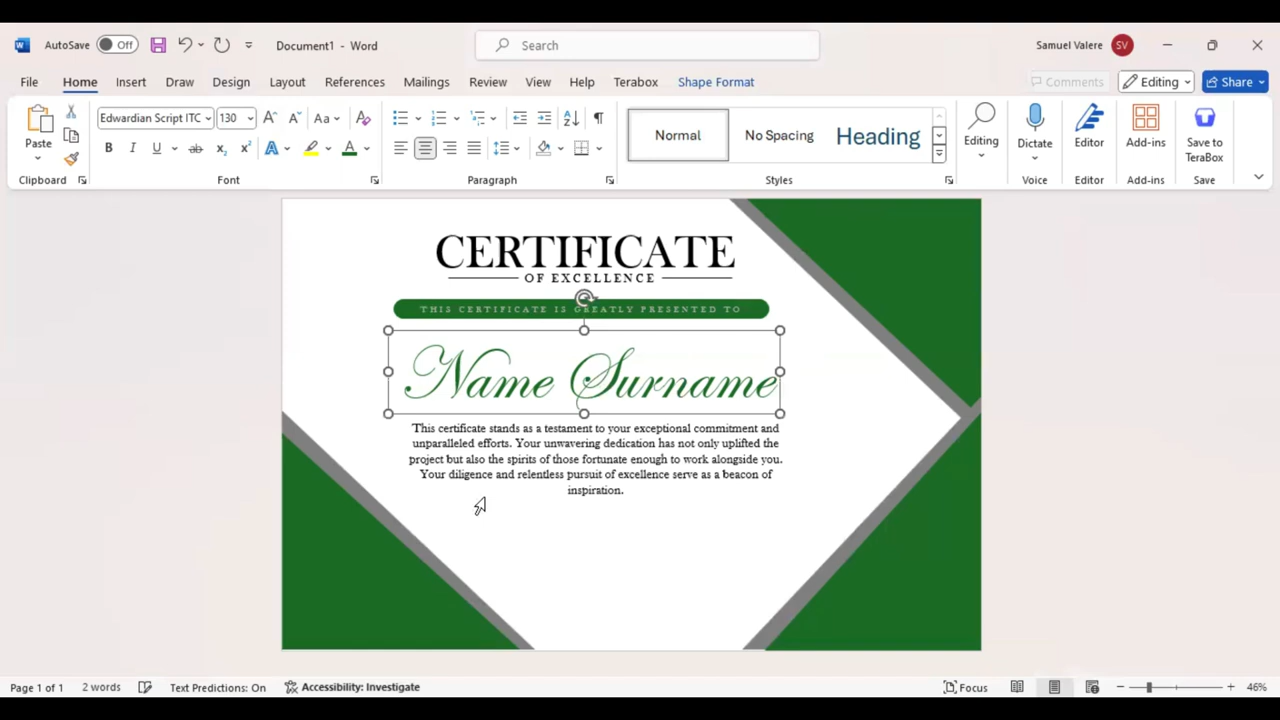 AutoSave Off Document1 - Word Search Samuel Valere SV
File Home Insert Draw Design Layout References Mailings Review View Help Terabox Shape Format Comments Editing Share
Paste Edwardian Script ITC 130 A A Aa A Normal No Spacing Heading Editing Dictate Editor Add-ins Save to TeraBox
B I U ab x₂ x² A A
Clipboard Font Paragraph Styles Voice Editor Add-ins Save
CERTIFICATE
OF EXCELLENCE
THIS CERTIFICATE IS GREATLY PRESENTED TO
Name Surname
This certificate stands as a testament to your exceptional commitment and
unparalleled efforts. Your unwavering dedication has not only uplifted the
project but also the spirits of those fortunate enough to work alongside you.
Your diligence and relentless pursuit of excellence serve as a beacon of
inspiration.
Page 1 of 1 2 words Text Predictions: On Accessibility: Investigate Focus 46%